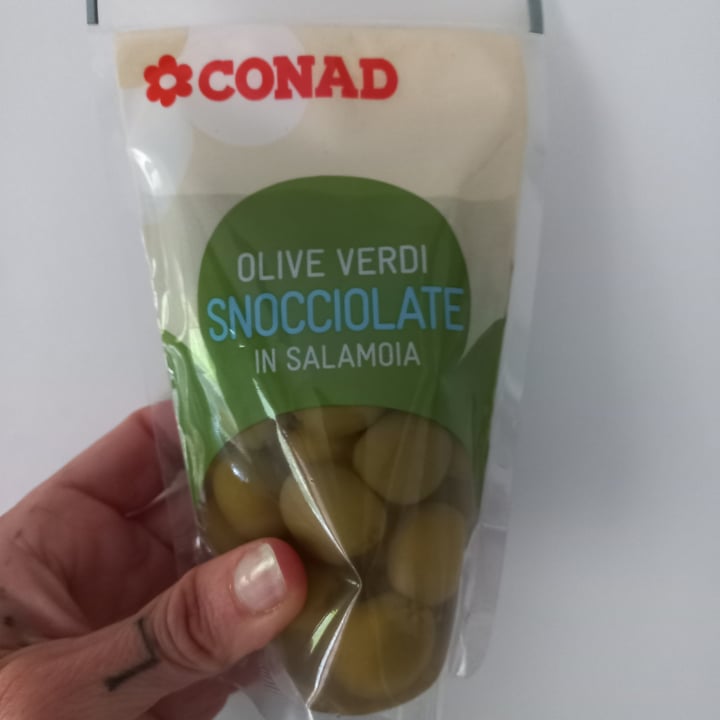 CONAD
OLIVE VERDI
SNOCCIOLATE
IN SALAMOIA